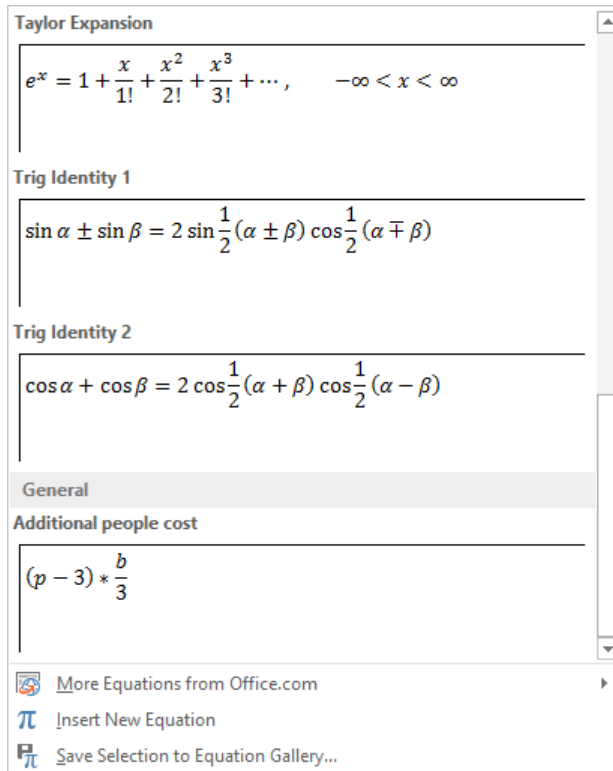 Taylor Expansion
e^x = 1 + x/1! + x^2/2! + x^3/3! + ⋯ , −∞ < x < ∞
Trig Identity 1
sin α ± sin β = 2 sin 1/2 (α ± β) cos 1/2 (α ∓ β)
Trig Identity 2
cos α + cos β = 2 cos 1/2 (α + β) cos 1/2 (α − β)
General
Additional people cost
(p − 3) * b/3
More Equations from Office.com
π Insert New Equation
π Save Selection to Equation Gallery...